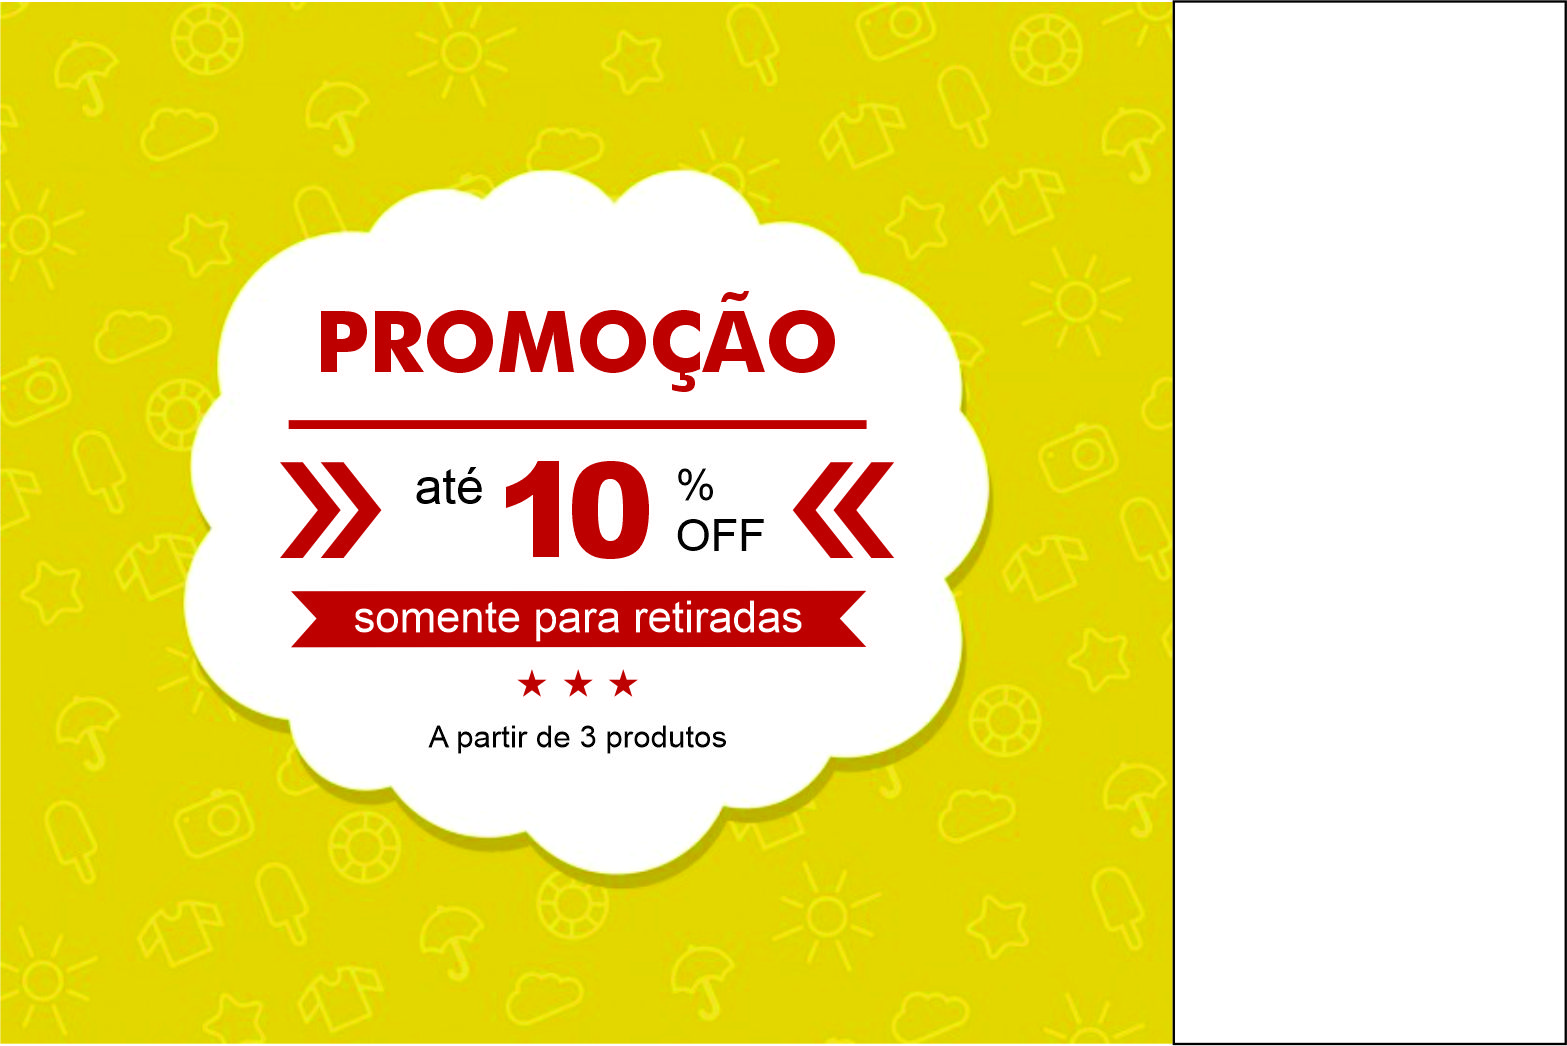 PROMOÇÃO
até 10 %
OFF
somente para retiradas
A partir de 3 produtos